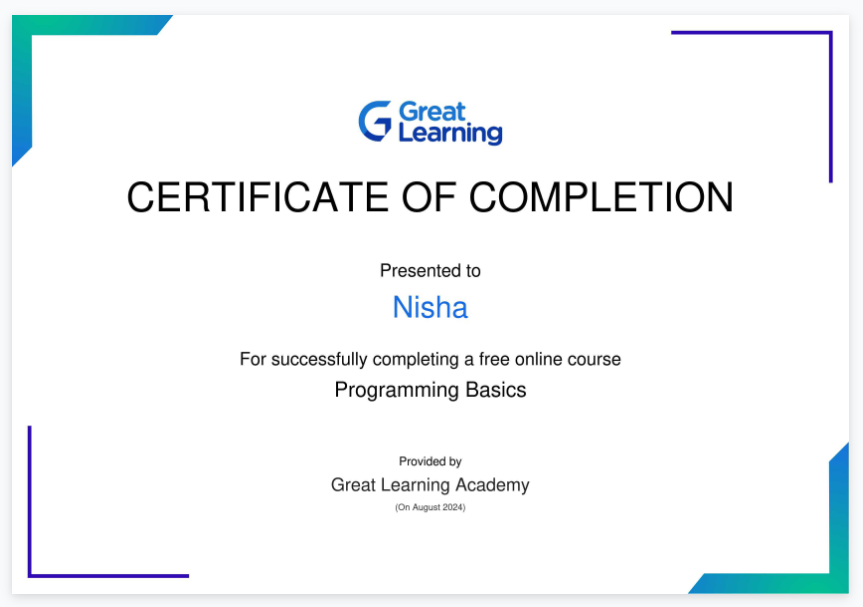 Great
Learning
CERTIFICATE OF COMPLETION
Presented to
Nisha
For successfully completing a free online course
Programming Basics
Provided by
Great Learning Academy
(On August 2024)